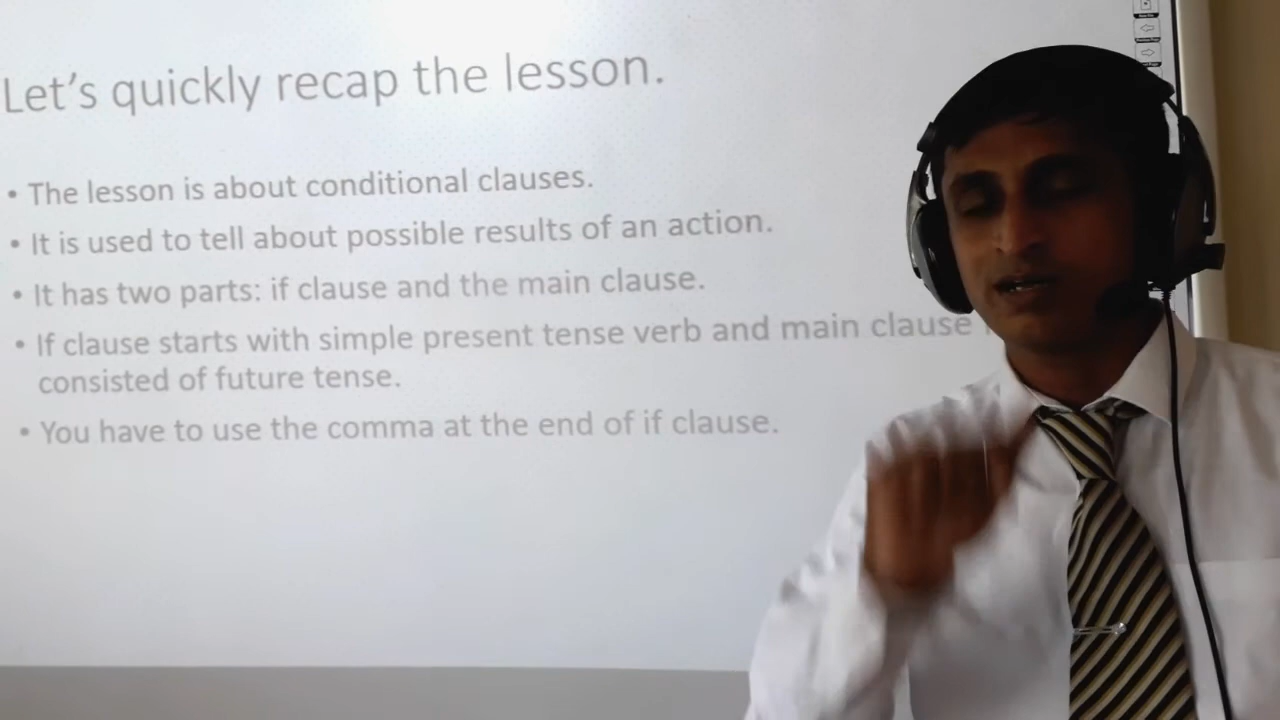 Let's quickly recap the lesson.
• The lesson is about conditional clauses.
• It is used to tell about possible results of an action.
• It has two parts: if clause and the main clause.
• If clause starts with simple present tense verb and main clause
consisted of future tense.
• You have to use the comma at the end of if clause.